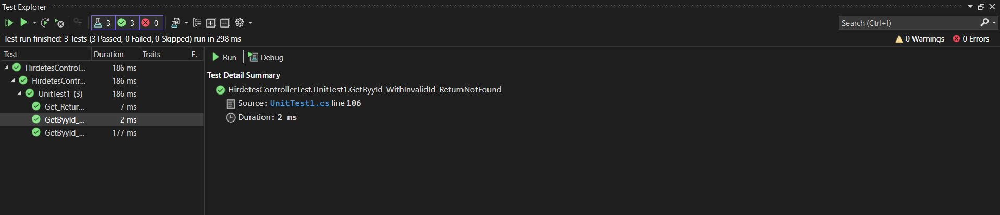 Test Explorer
3 3 0
Search (Ctrl+I)
Test run finished: 3 Tests (3 Passed, 0 Failed, 0 Skipped) run in 298 ms
0 Warnings 0 Errors
Test Duration Traits E.
HirdetesControl... 186 ms
HirdetesContr... 186 ms
UnitTest1 (3) 186 ms
Get_Retur... 7 ms
GetByyId_... 2 ms
GetByyId_... 177 ms
Run Debug
Test Detail Summary
HirdetesControllerTest.UnitTest1.GetByyId_WithInvalidId_ReturnNotFound
Source: UnitTest1.cs line 106
Duration: 2 ms